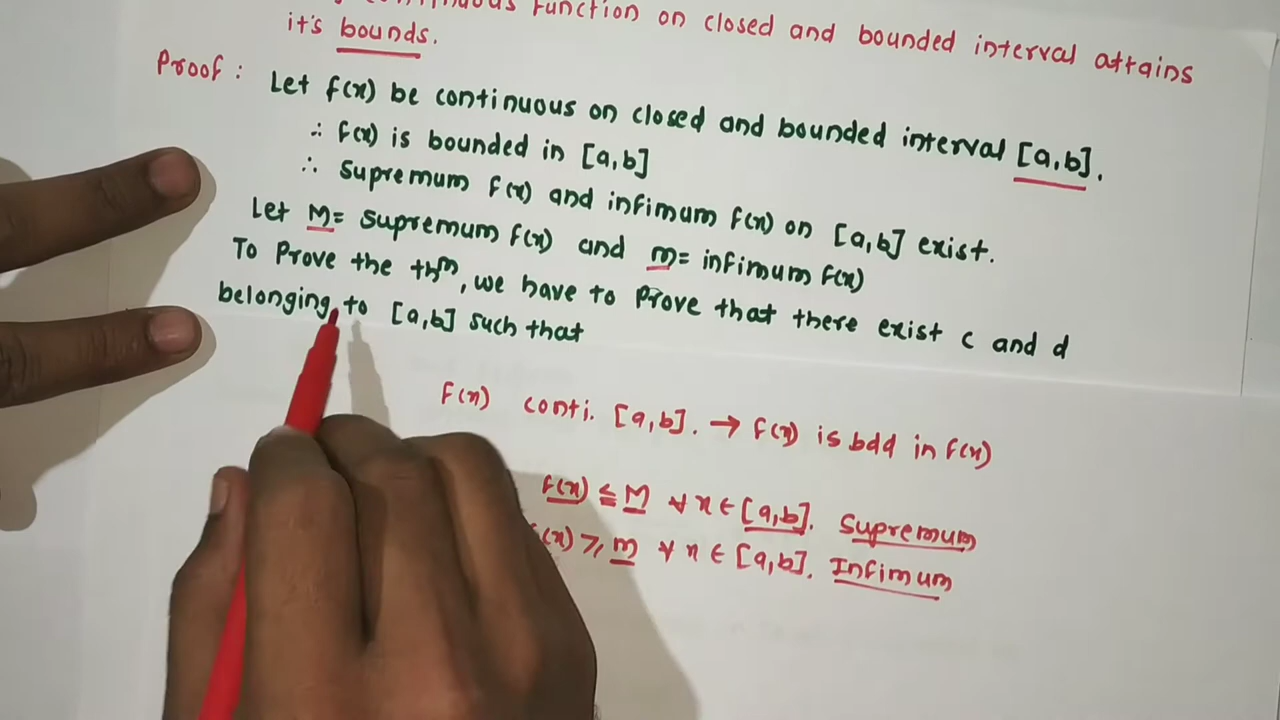 Function on closed and bounded interval attains
it's bounds.
Proof : Let f(x) be continuous on closed and bounded interval [a,b].
∴ f(x) is bounded in [a,b]
∴ supremum f(x) and infimum f(x) on [a,b] exist.
Let M= supremum f(x) and m= infimum f(x)
To Prove the thm, we have to Prove that there exist c and d
belonging to [a,b] such that
f(x) conti. [a,b]. → f(x) is bdd in f(x)
f(x) ≦ M ∀ x ∈ [a,b]. Supremum
f(x) ⩾ m ∀ x ∈ [a,b]. Infimum